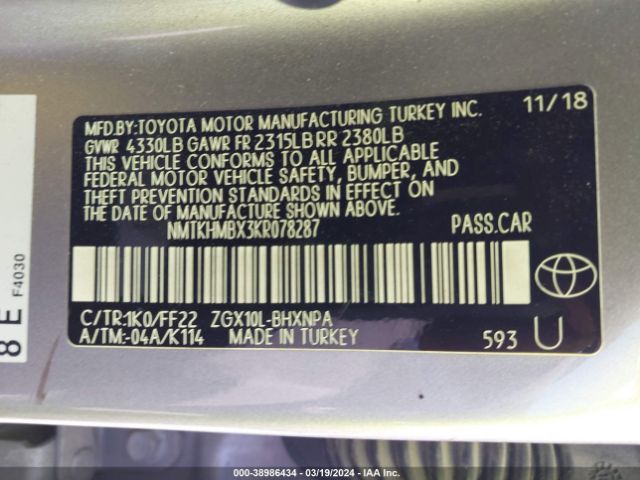 MFD.BY:TOYOTA MOTOR MANUFACTURING TURKEY INC. 11/18
GVWR 4330LB GAWR FR 2315LB RR 2380LB
THIS VEHICLE CONFORMS TO ALL APPLICABLE
FEDERAL MOTOR VEHICLE SAFETY, BUMPER, AND
THEFT PREVENTION STANDARDS IN EFFECT ON
THE DATE OF MANUFACTURE SHOWN ABOVE.
NMTKHMBX3KR078287 PASS.CAR
C/TR:1K0/FF22 ZGX10L-BHXNPA
A/TM:-04A/K114 MADE IN TURKEY 593 U
8 E F4030
000-38986434 - 03/19/2024 - IAA Inc.